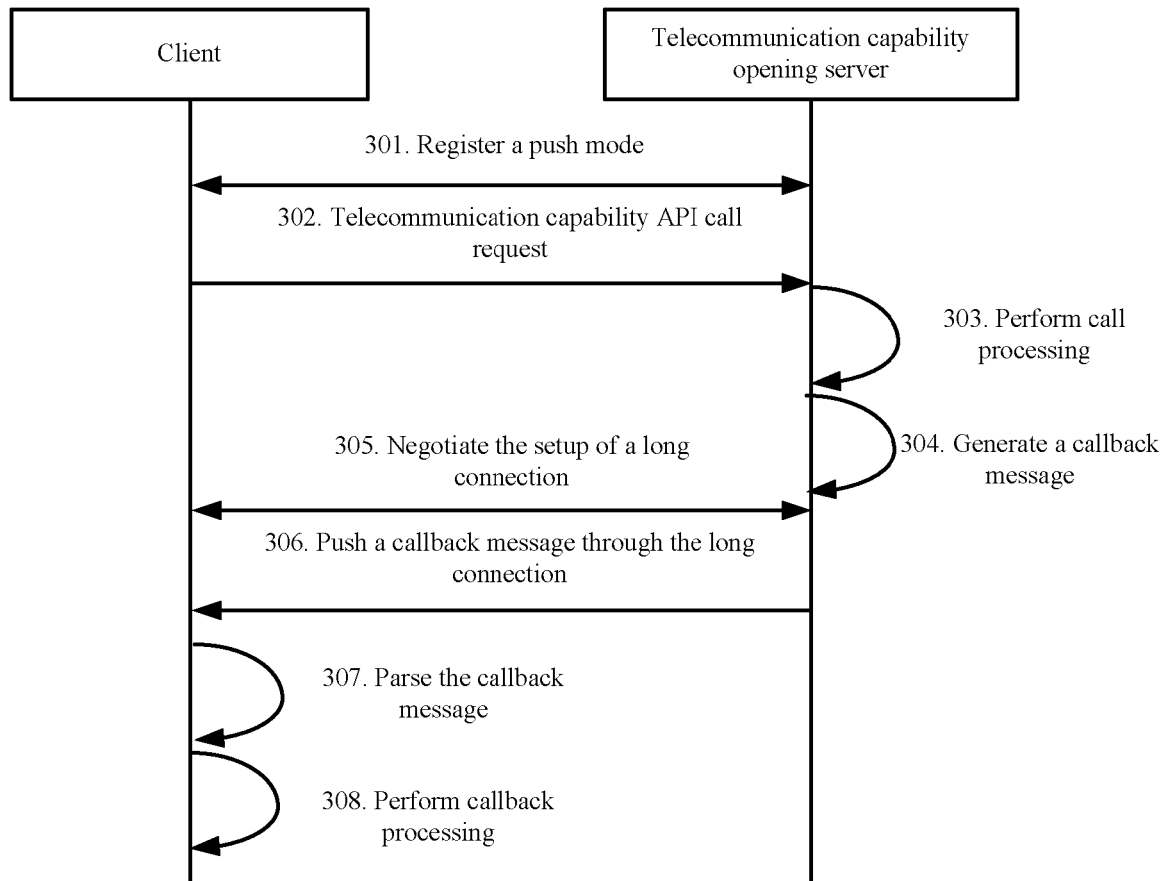 Client
Telecommunication capability
opening server
301. Register a push mode
302. Telecommunication capability API call
request
303. Perform call
processing
304. Generate a callback
message
305. Negotiate the setup of a long
connection
306. Push a callback message through the long
connection
307. Parse the callback
message
308. Perform callback
processing